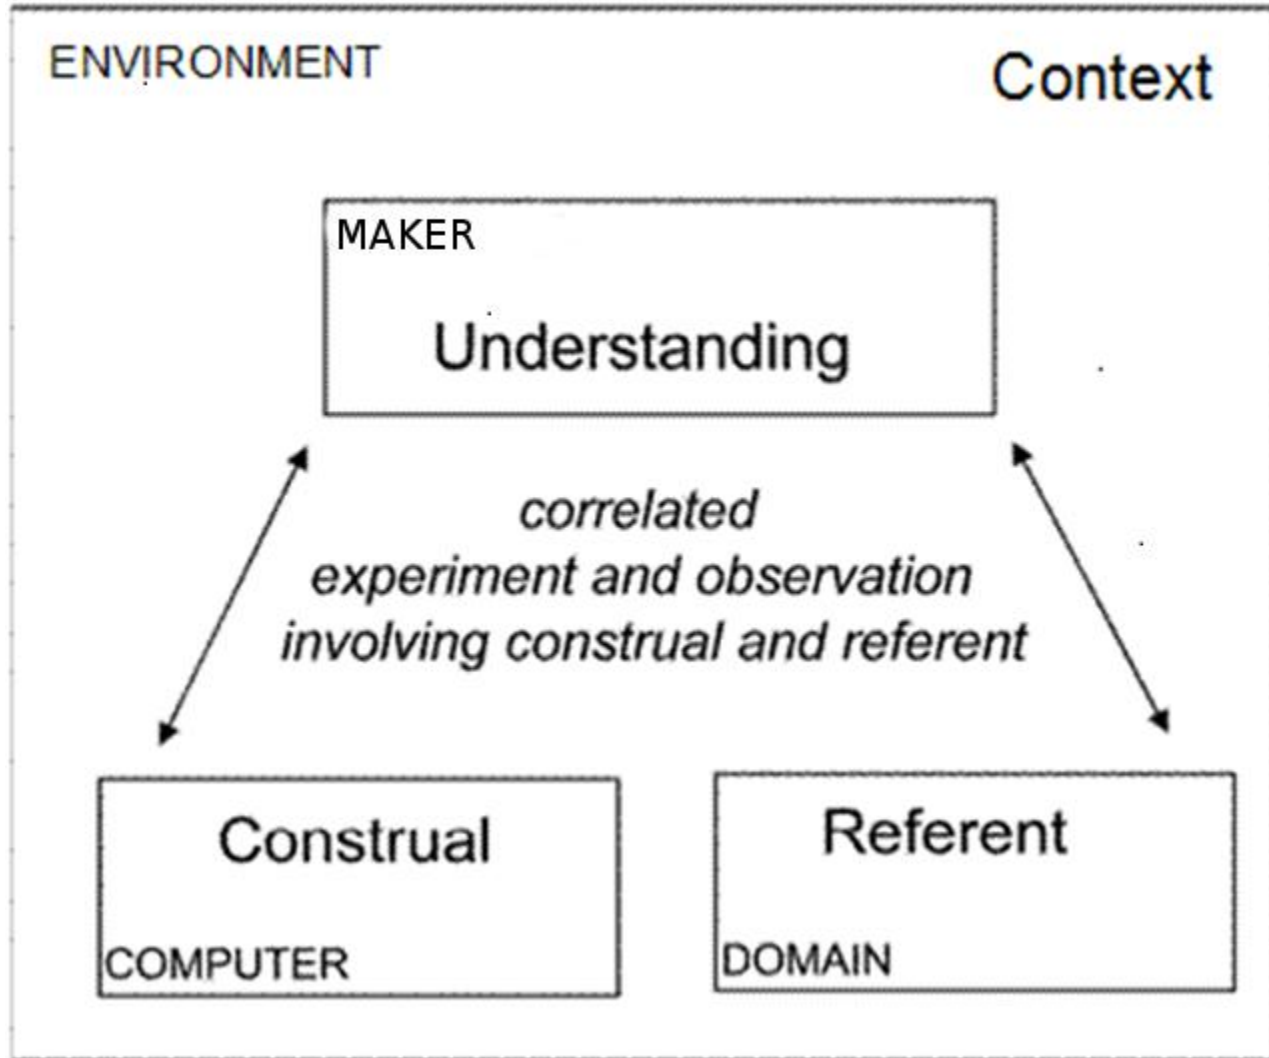 ENVIRONMENT
Context
MAKER
Understanding
correlated
experiment and observation
involving construal and referent
Construal
COMPUTER
Referent
DOMAIN